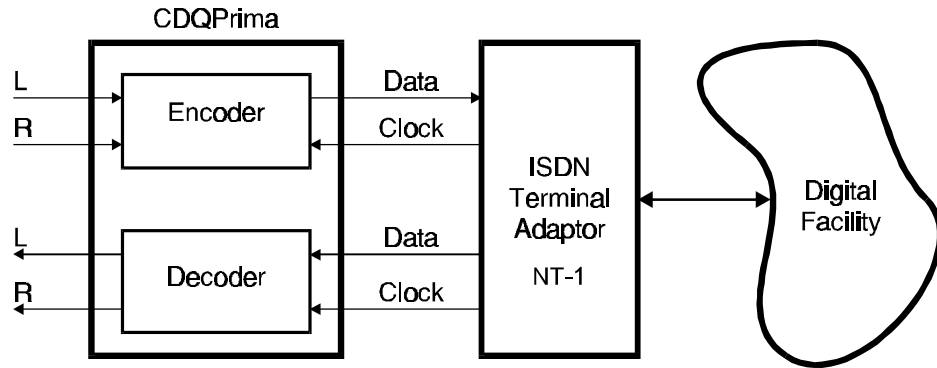 CDQPrima
L
Data
Encoder
R
Clock
ISDN
Terminal
Adaptor
NT-1
Digital
Facility
L
Data
Decoder
R
Clock